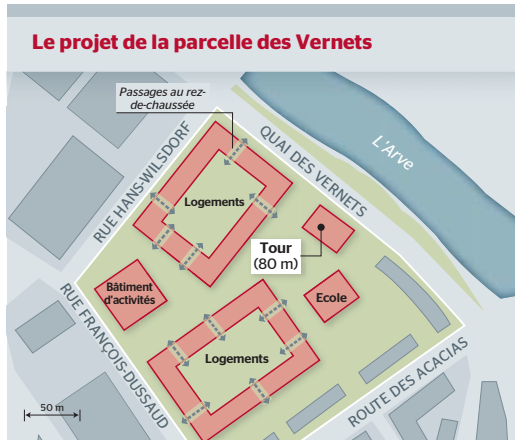 Le projet de la parcelle des Vernets
Passages au rez-
de-chaussée
RUE HANS-WILSDORF
QUAI DES VERNETS
L'Arve
Logements
Tour
(80 m)
Bâtiment
d'activités
Ecole
RUE FRANÇOIS-DUSSAUD
Logements
ROUTE DES ACACIAS
50 m